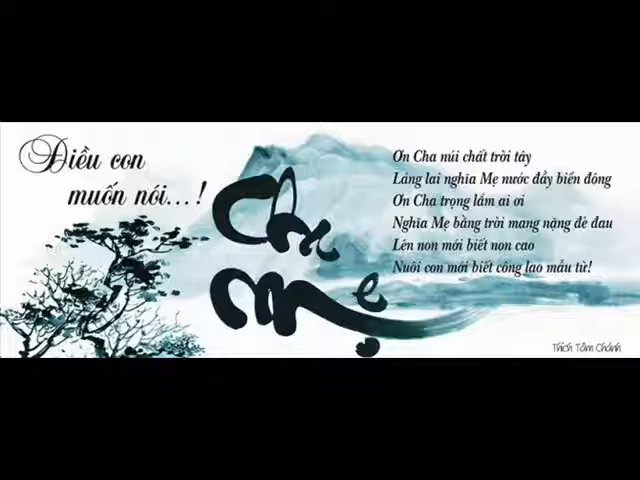 Điều con
muốn nói...!
Cha
Mẹ
Ơn Cha núi chất trời tây
Láng lai nghĩa Mẹ nước đầy biển đông
Ơn Cha trọng lắm ai ơi
Nghĩa Mẹ bằng trời mang nặng đẻ đau
Lên non mới biết non cao
Nuôi con mới biết công lao mẫu từ!
Thích Tâm Chánh